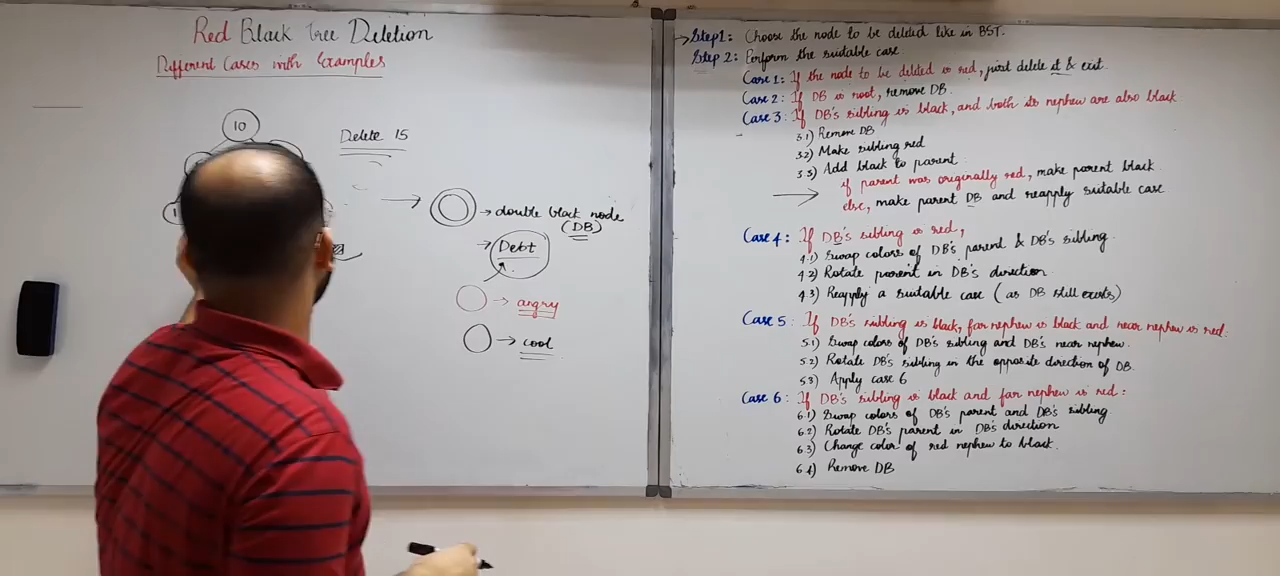 Red Black Tree Deletion
Different Cases with Examples
10
Delete 15
1
→ double black node
(DB)
→ Debt
→ angry
→ cool
→ Step1: Choose the node to be deleted like in BST.
Step 2: Perform the suitable case.
Case 1: If the node to be deleted is red, just delete it & exit.
Case 2: If DB is root, remove DB.
Case 3: If DB's sibling is black, and both its nephew are also black
3.1) Remove DB
3.2) Make sibling red
3.3) Add black to parent.
if parent was originally red, make parent black
else, make parent DB and reapply suitable case
Case 4: If DB's sibling is red,
4.1) Swap colors of DB's parent & DB's sibling.
4.2) Rotate parent in DB's direction
4.3) Reapply a suitable case (as DB still exists)
Case 5: If DB's sibling is black, far nephew is black and near nephew is red.
5.1) Swap colors of DB's sibling and DB's near nephew.
5.2) Rotate DB's sibling in the opposite direction of DB.
5.3) Apply case 6
Case 6: If DB's sibling is black and far nephew is red:
6.1) Swap colors of DB's parent and DB's sibling
6.2) Rotate DB's parent in DB's direction
6.3) Change color of red nephew to black.
6.4) Remove DB